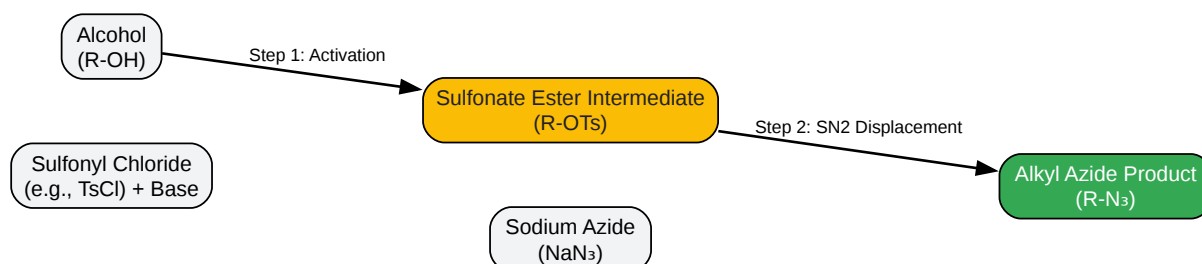 Alcohol
(R-OH)
Step 1: Activation
Sulfonate Ester Intermediate
(R-OTs)
Step 2: SN2 Displacement
Sulfonyl Chloride
(e.g., TsCl) + Base
Alkyl Azide Product
(R-N₃)
Sodium Azide
(NaN₃)